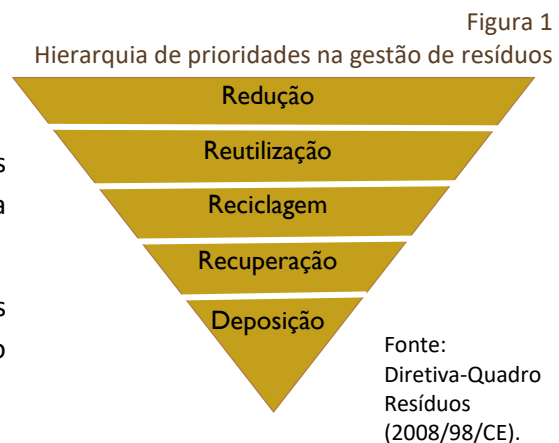 Figura 1
Hierarquia de prioridades na gestão de resíduos
Redução
Reutilização
s
a
Reciclagem
Recuperação
s
Deposição
Fonte:
Diretiva-Quadro
Resíduos
(2008/98/CE).